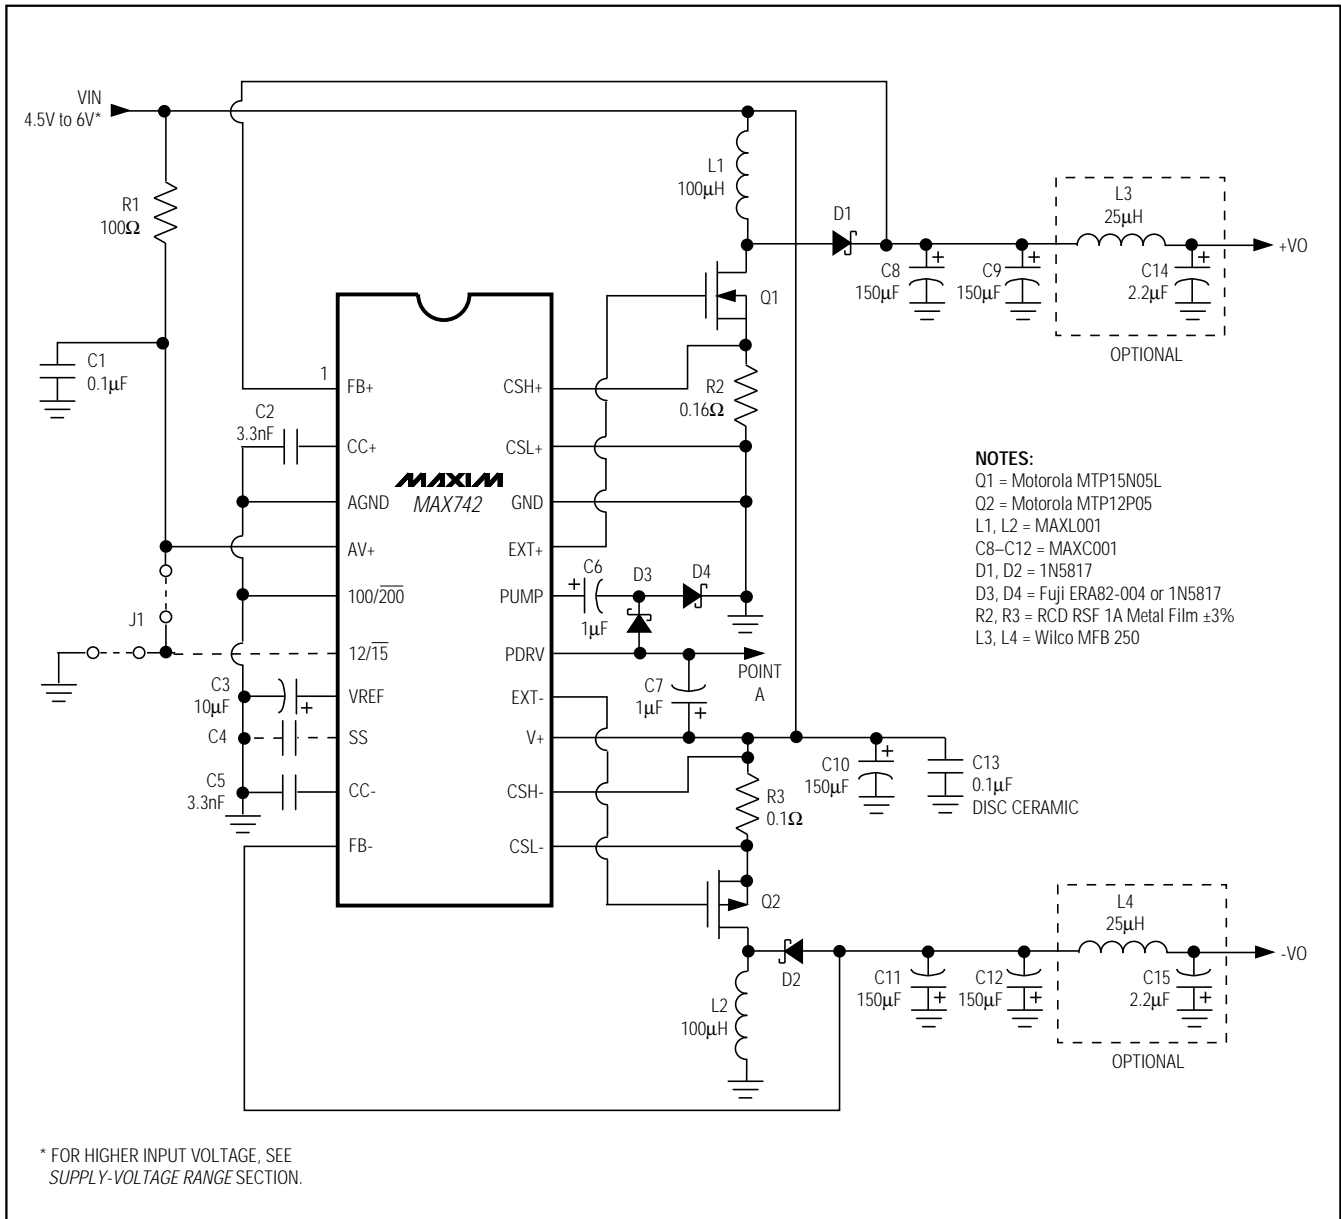 VIN
4.5V to 6V*
R1
100Ω
C1
0.1μF
L1
100μH
D1
C8
150μF
C9
150μF
L3
25μH
C14
2.2μF
+VO
OPTIONAL
Q1
R2
0.16Ω
1
FB+
CSH+
C2
3.3nF
CC+
CSL+
MAXIM
MAX742
AGND
GND
AV+
EXT+
100/200
PUMP
C6
1μF
D3
D4
J1
12/15
PDRV
POINT
A
C3
10μF
VREF
EXT-
C7
1μF
C4
SS
V+
C5
3.3nF
CC-
CSH-
R3
0.1Ω
C10
150μF
C13
0.1μF
DISC CERAMIC
FB-
CSL-
Q2
D2
L2
100μH
C11
150μF
C12
150μF
L4
25μH
C15
2.2μF
-VO
OPTIONAL
NOTES:
Q1 = Motorola MTP15N05L
Q2 = Motorola MTP12P05
L1, L2 = MAXL001
C8–C12 = MAXC001
D1, D2 = 1N5817
D3, D4 = Fuji ERA82-004 or 1N5817
R2, R3 = RCD RSF 1A Metal Film ±3%
L3, L4 = Wilco MFB 250
* FOR HIGHER INPUT VOLTAGE, SEE
SUPPLY-VOLTAGE RANGE SECTION.